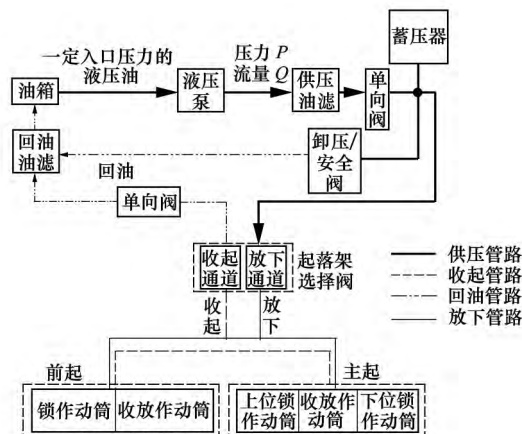 蓄压器
一定入口压力的
液压油
压力 P
流量 Q
油箱
液压
泵
供压
油滤
单
向
阀
回油
油滤
卸压/
安全
阀
回油
单向阀
收起
通道
放下
通道
起落架
选择阀
收
起
放
下
供压管路
收起管路
回油管路
放下管路
前起
主起
锁作动筒
收放作动筒
上位锁
作动筒
收放作
动筒
下位锁
作动筒